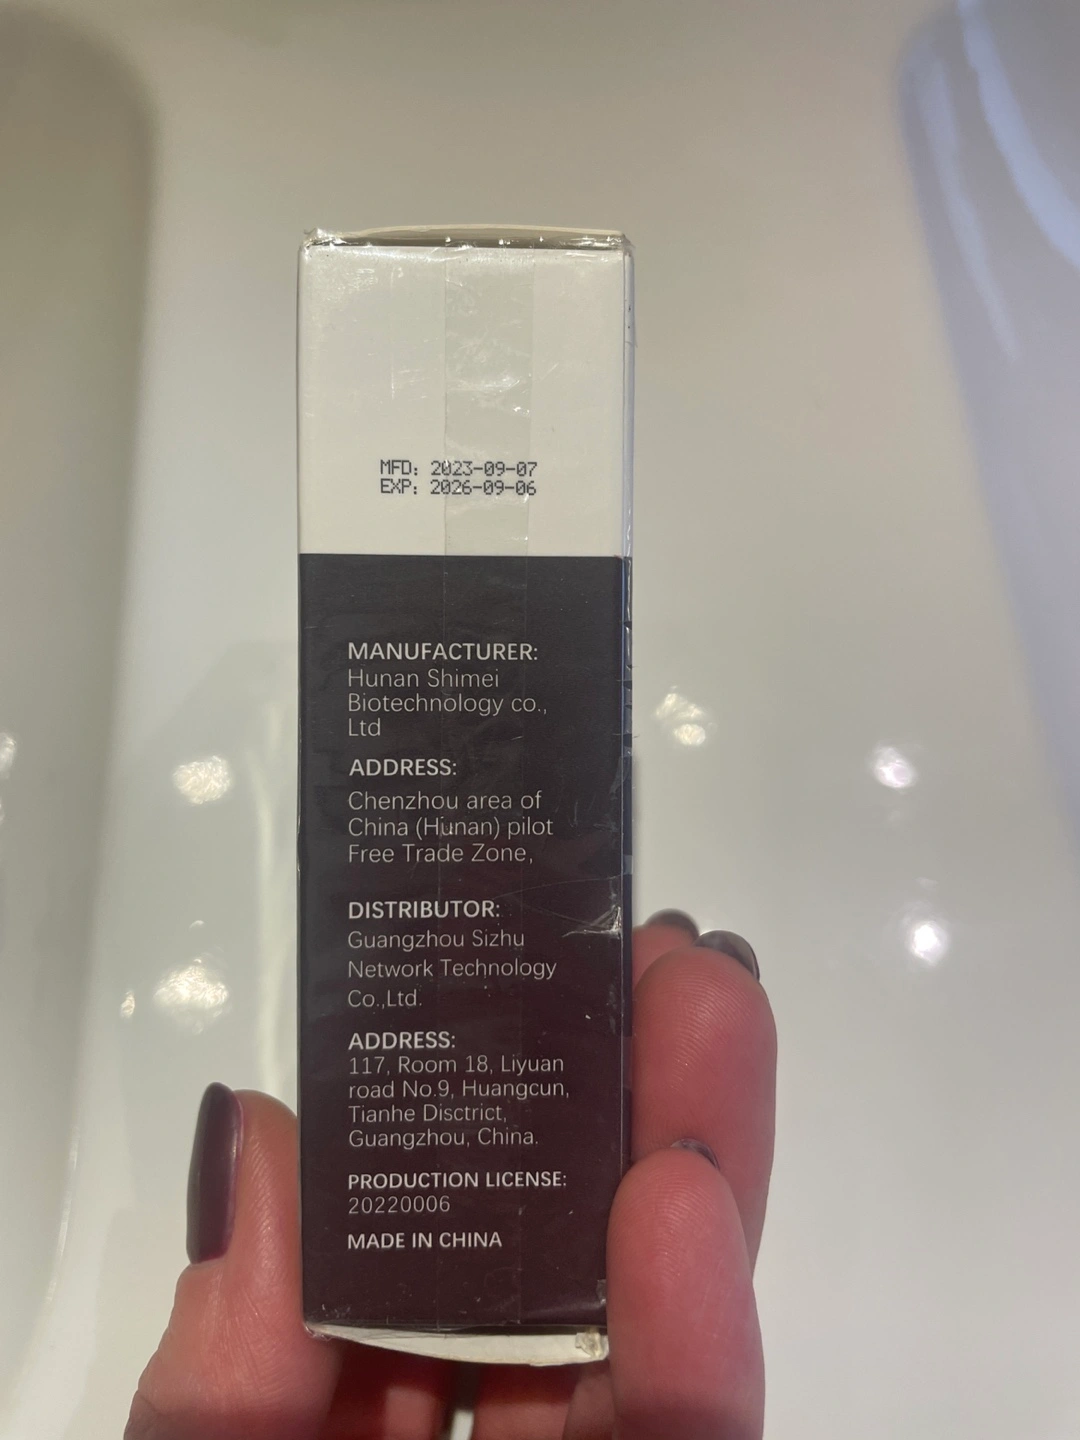 MFD: 2023-09-07
EXP: 2026-09-06
MANUFACTURER:
Hunan Shimei
Biotechnology co.,
Ltd
ADDRESS:
Chenzhou area of
China (Hunan) pilot
Free Trade Zone,
DISTRIBUTOR:
Guangzhou Sizhu
Network Technology
Co.,Ltd.
ADDRESS:
117, Room 18, Liyuan
road No.9, Huangcun,
Tianhe Disctrict,
Guangzhou, China.
PRODUCTION LICENSE:
20220006
MADE IN CHINA